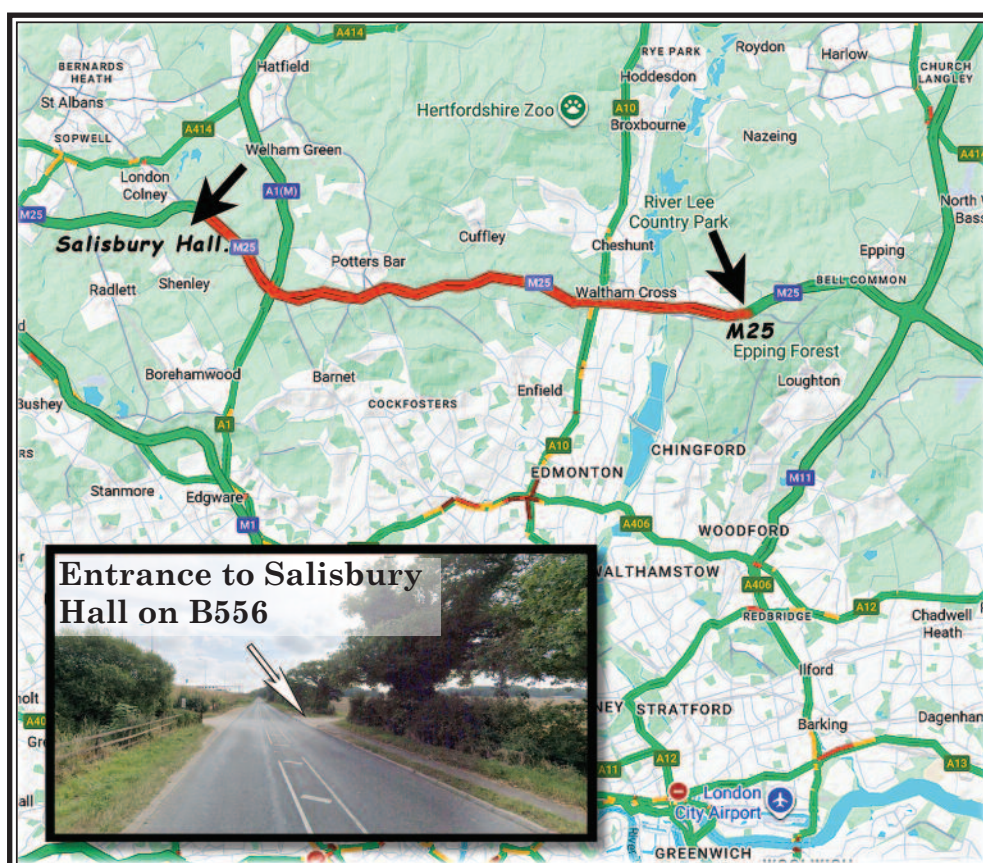 A414
RYE PARK
Roydon
Harlow
BERNARDS
HEATH
Hatfield
Hoddesdon
CHURCH
LANGLEY
St Albans
Hertfordshire Zoo
A10
Broxbourne
A414
SOPWELL
Nazeing
Welham Green
A414
London
Colney
A1(M)
River Lee
Country Park
North W
Bass
M25
Salisbury Hall.
M25
Cuffley
Cheshunt
Epping
Potters Bar
BELL COMMON
Radlett
Shenley
M25
Waltham Cross
M25
M25
Epping Forest
Borehamwood
Barnet
Enfield
Loughton
Bushey
COCKFOSTERS
A1
A10
CHINGFORD
Stanmore
Edgware
EDMONTON
M11
M1
A406
WOODFORD
Entrance to Salisbury
Hall on B556
WALTHAMSTOW
A406
A12
REDBRIDGE
Chadwell
Heath
Ilford
STRATFORD
Barking
Dagenham
A11
A12
A13
London
City Airport
GREENWICH